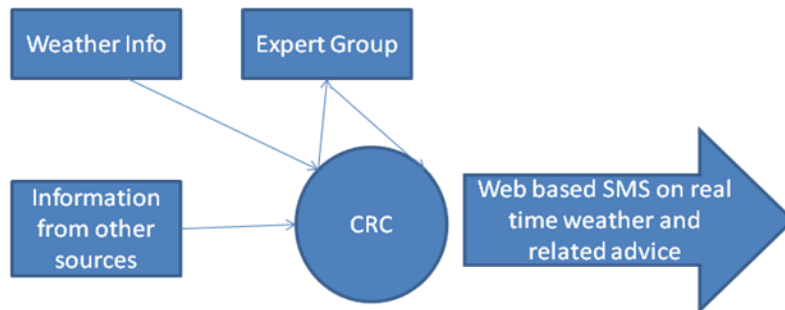 Weather Info
Expert Group
Information
from other
sources
CRC
Web based SMS on real
time weather and
related advice